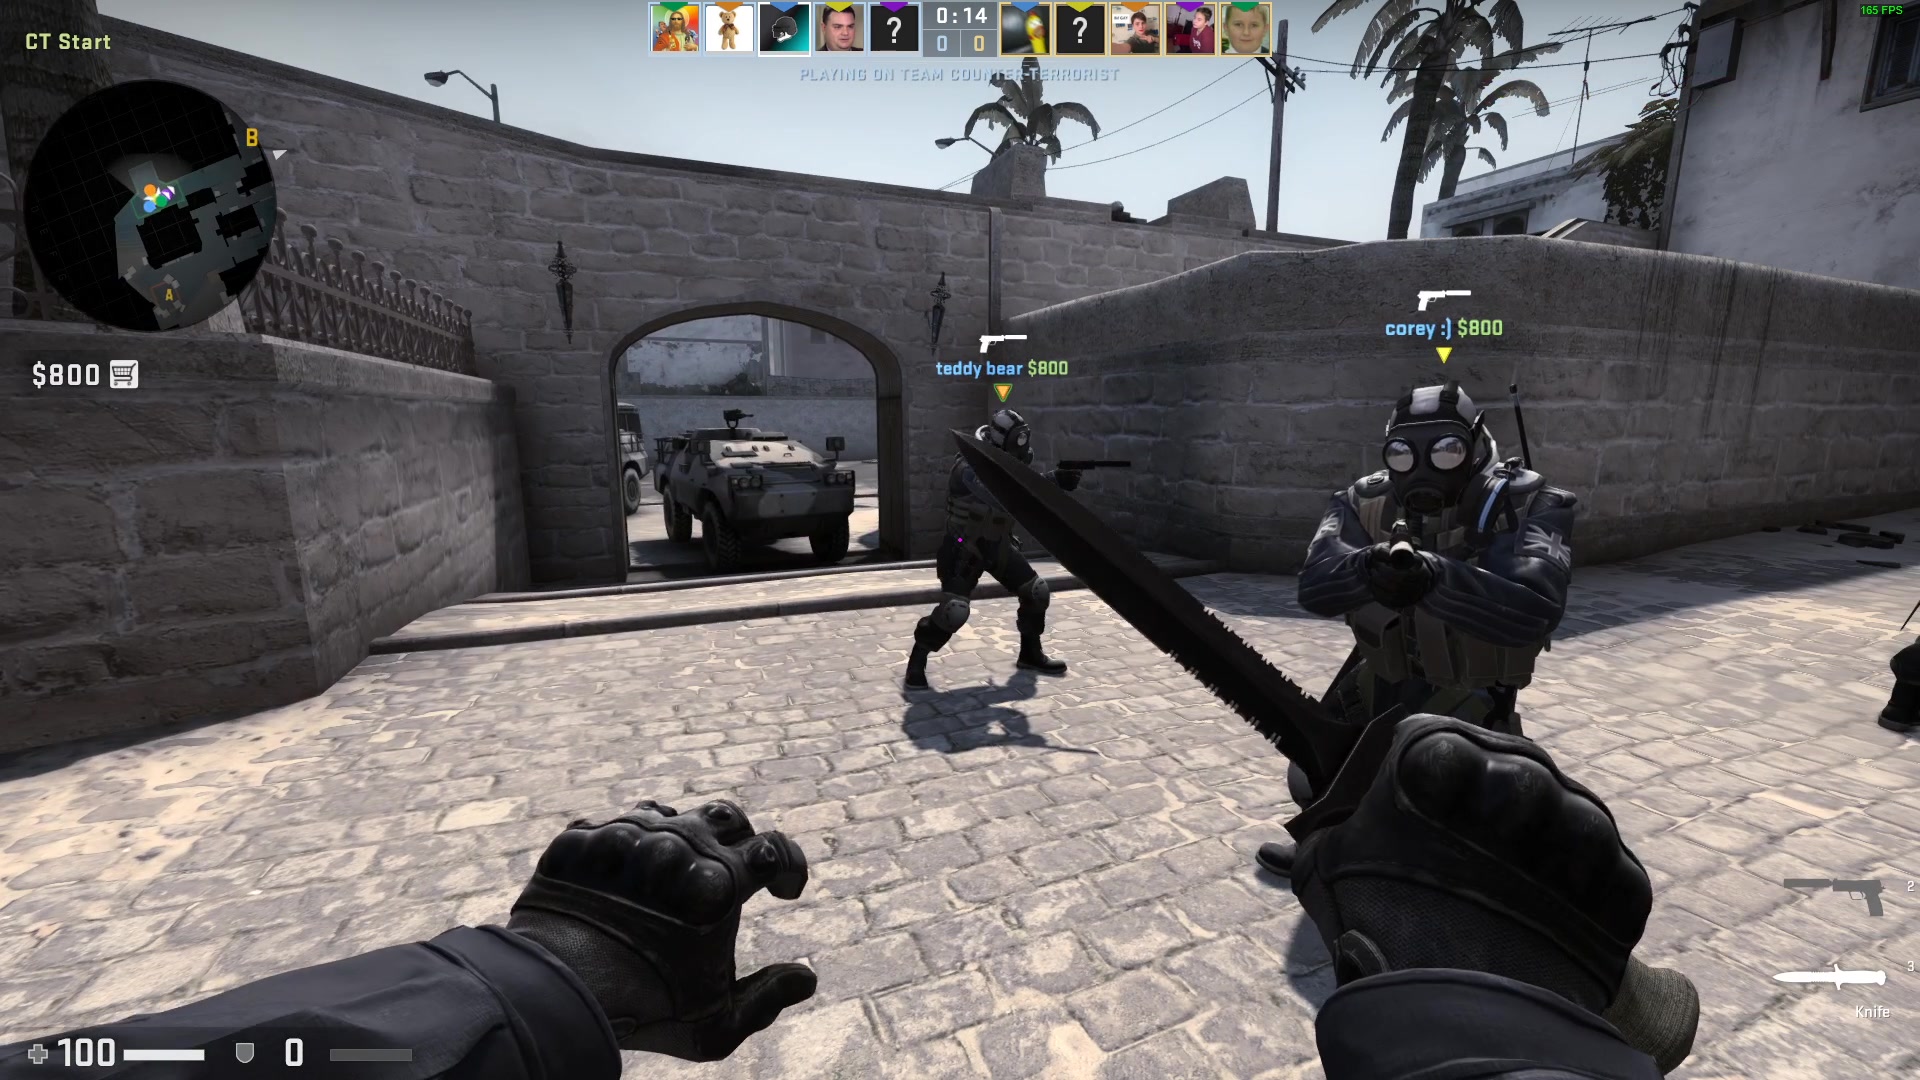 165 FPS
CT Start
0:14
? ?
0 0
PLAYING ON TEAM COUNTER-TERRORIST
B
A
corey :) $800
teddy bear $800
$800
2
3
Knife
100 0